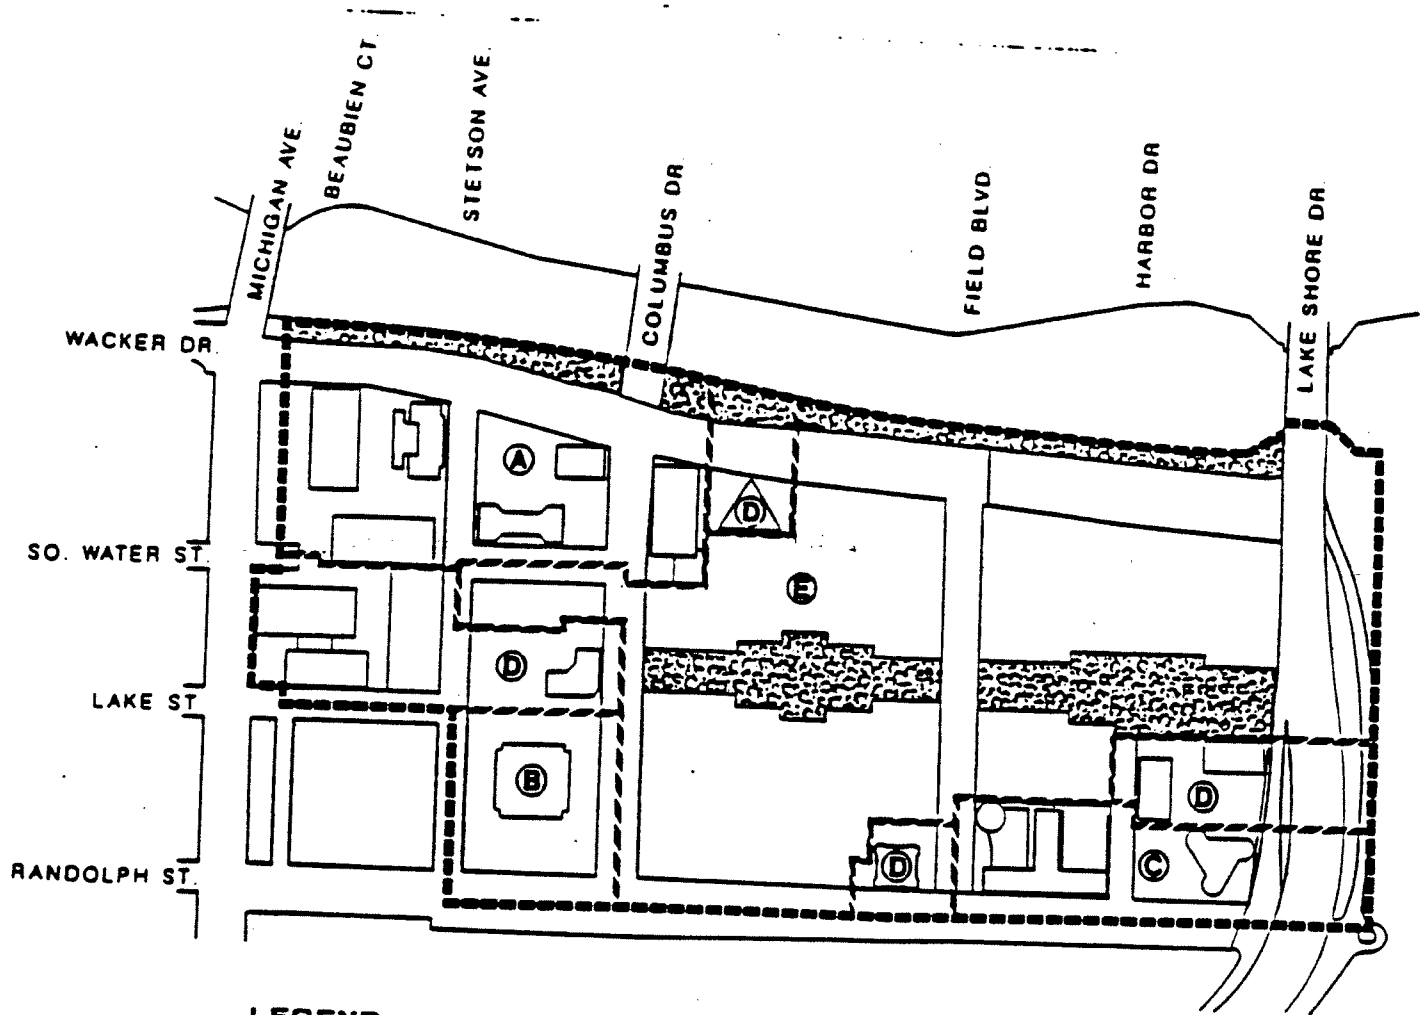 BEAUBIEN CT.
STETSON AVE.
MICHIGAN AVE.
COLUMBUS DR
FIELD BLVD.
HARBOR DR
LAKE SHORE DR.
WACKER DR.
A
D
SO. WATER ST.
E
D
LAKE ST.
B
D
D
C
RANDOLPH ST.
LEGEND